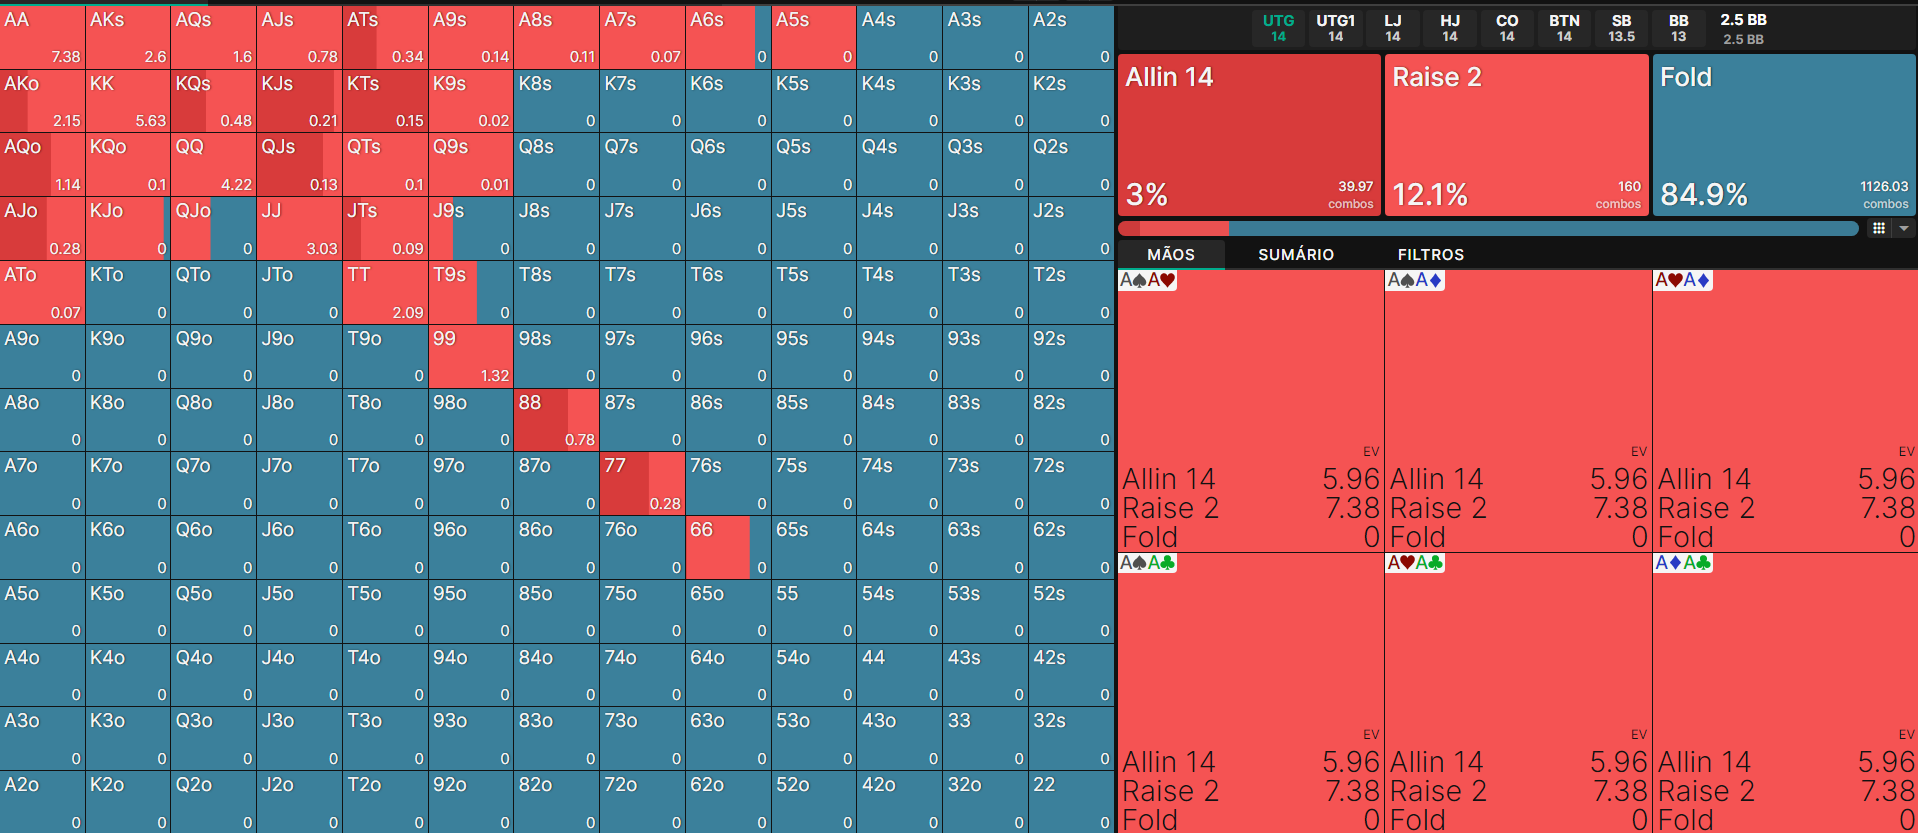 UTG UTG1 LJ HJ CO BTN SB BB 2.5 BB
14 14 14 14 14 14 13.5 13 2.5 BB
AA AKs AQs AJs ATs A9s A8s A7s A6s A5s A4s A3s A2s
7.38 2.6 1.6 0.78 0.34 0.14 0.11 0.07 0 0 0 0 0
AKo KK KQs KJs KTs K9s K8s K7s K6s K5s K4s K3s K2s
2.15 5.63 0.48 0.21 0.15 0.02 0 0 0 0 0 0 0
AQo KQo QQ QJs QTs Q9s Q8s Q7s Q6s Q5s Q4s Q3s Q2s
1.14 0.1 4.22 0.13 0.1 0.01 0 0 0 0 0 0 0
AJo KJo QJo JJ JTs J9s J8s J7s J6s J5s J4s J3s J2s
0.28 0 0 3.03 0.09 0 0 0 0 0 0 0 0
ATo KTo QTo JTo TT T9s T8s T7s T6s T5s T4s T3s T2s
0.07 0 0 0 2.09 0 0 0 0 0 0 0 0
A9o K9o Q9o J9o T9o 99 98s 97s 96s 95s 94s 93s 92s
0 0 0 0 0 1.32 0 0 0 0 0 0 0
A8o K8o Q8o J8o T8o 98o 88 87s 86s 85s 84s 83s 82s
0 0 0 0 0 0 0.78 0 0 0 0 0 0
A7o K7o Q7o J7o T7o 97o 87o 77 76s 75s 74s 73s 72s
0 0 0 0 0 0 0 0.28 0 0 0 0 0
A6o K6o Q6o J6o T6o 96o 86o 76o 66 65s 64s 63s 62s
0 0 0 0 0 0 0 0 0 0 0 0 0
A5o K5o Q5o J5o T5o 95o 85o 75o 65o 55 54s 53s 52s
0 0 0 0 0 0 0 0 0 0 0 0 0
A4o K4o Q4o J4o T4o 94o 84o 74o 64o 54o 44 43s 42s
0 0 0 0 0 0 0 0 0 0 0 0 0
A3o K3o Q3o J3o T3o 93o 83o 73o 63o 53o 43o 33 32s
0 0 0 0 0 0 0 0 0 0 0 0 0
A2o K2o Q2o J2o T2o 92o 82o 72o 62o 52o 42o 32o 22
0 0 0 0 0 0 0 0 0 0 0 0 0
Allin 14 Raise 2 Fold
39.97 160 1126.03
3% combos 12.1% combos 84.9% combos
MÃOS SUMÁRIO FILTROS
A♠A♥ A♠A♦ A♥A♦
EV EV EV
Allin 14 5.96 Allin 14 5.96 Allin 14 5.96
Raise 2 7.38 Raise 2 7.38 Raise 2 7.38
Fold 0 Fold 0 Fold 0
A♠A♣ A♥A♣ A♦A♣
EV EV EV
Allin 14 5.96 Allin 14 5.96 Allin 14 5.96
Raise 2 7.38 Raise 2 7.38 Raise 2 7.38
Fold 0 Fold 0 Fold 0